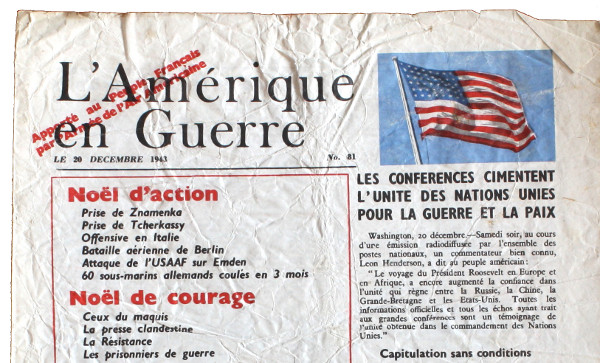 L'Amérique
en Guerre
Apporté au Peuple Français
par l'Armée de l'Air Américaine
LE 20 DECEMBRE 1943
No. 81
Noël d'action
Prise de Znamenka
Prise de Tcherkassy
Offensive en Italie
Bataille aérienne de Berlin
Attaque de l'USAAF sur Emden
60 sous-marins allemands coulés en 3 mois
Noël de courage
Ceux du maquis
La presse clandestine
La Résistance
Les prisonniers de guerre
LES CONFERENCES CIMENTENT
L'UNITE DES NATIONS UNIES
POUR LA GUERRE ET LA PAIX
Washington, 20 décembre.—Samedi soir, au cours
d'une émission radiodiffusée par l'ensemble des
postes nationaux, un commentateur bien connu,
Leon Henderson, a dit au peuple américain:
"Le voyage du Président Roosevelt en Europe et
en Afrique, a encore augmenté la confiance dans
l'unité qui règne entre la Russie, la Chine, la
Grande-Bretagne et les Etats-Unis. Toutes les
informations officielles et tous les échos ayant trait
aux grandes conférences sont un témoignage de
l'unité obtenue dans le commandement des Nations
Unies."
Capitulation sans conditions